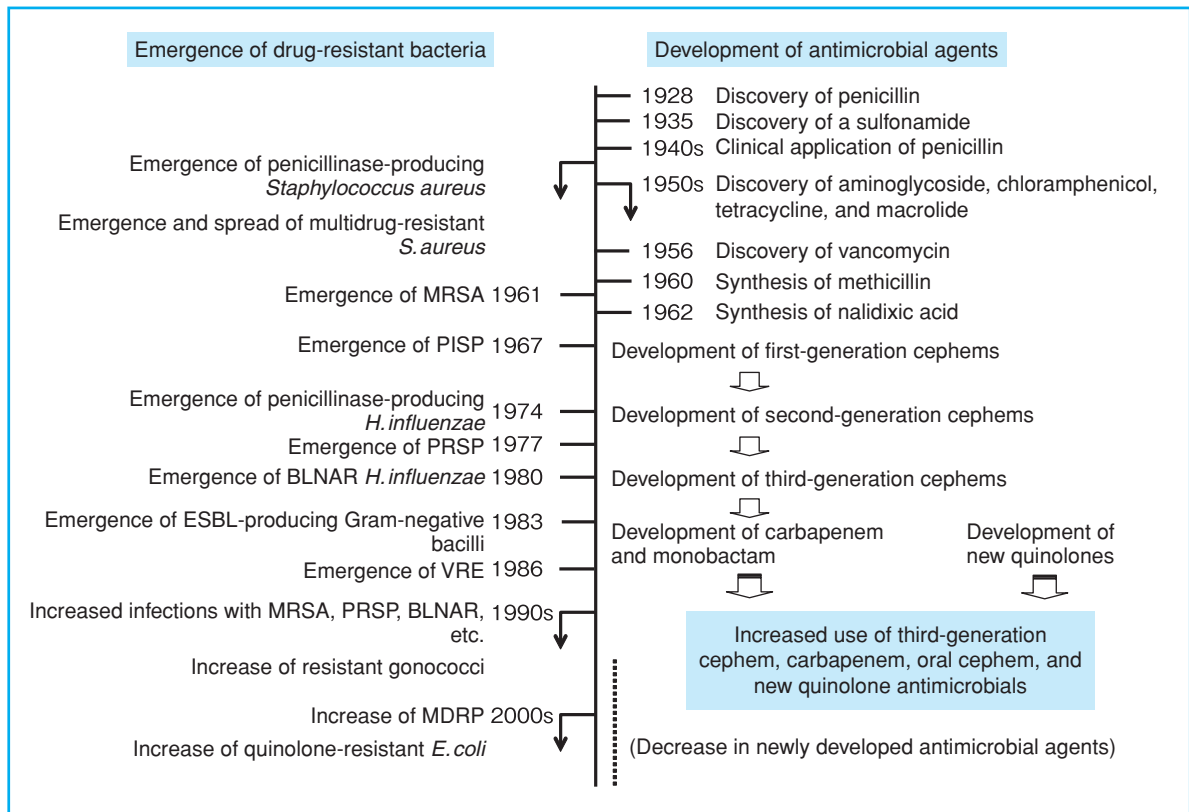 Emergence of drug-resistant bacteria
Development of antimicrobial agents
1928 Discovery of penicillin
1935 Discovery of a sulfonamide
1940s Clinical application of penicillin
Emergence of penicillinase-producing
Staphylococcus aureus
1950s Discovery of aminoglycoside, chloramphenicol,
tetracycline, and macrolide
Emergence and spread of multidrug-resistant
S. aureus
1956 Discovery of vancomycin
1960 Synthesis of methicillin
Emergence of MRSA 1961
1962 Synthesis of nalidixic acid
Emergence of PISP 1967
Development of first-generation cephems
Emergence of penicillinase-producing
H. influenzae
1974
Development of second-generation cephems
Emergence of PRSP 1977
Emergence of BLNAR H. influenzae 1980
Development of third-generation cephems
Emergence of ESBL-producing Gram-negative
bacilli
1983
Development of carbapenem
and monobactam
Development of
new quinolones
Emergence of VRE 1986
Increased infections with MRSA, PRSP, BLNAR,
etc.
1990s
Increased use of third-generation
cephem, carbapenem, oral cephem, and
new quinolone antimicrobials
Increase of resistant gonococci
Increase of MDRP 2000s
Increase of quinolone-resistant E. coli
(Decrease in newly developed antimicrobial agents)